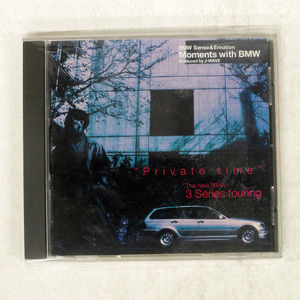 BMW Sense&Emotion
Moments with BMW
Produced by J-WAVE
"Private time"
The new BMW
3 Series touring